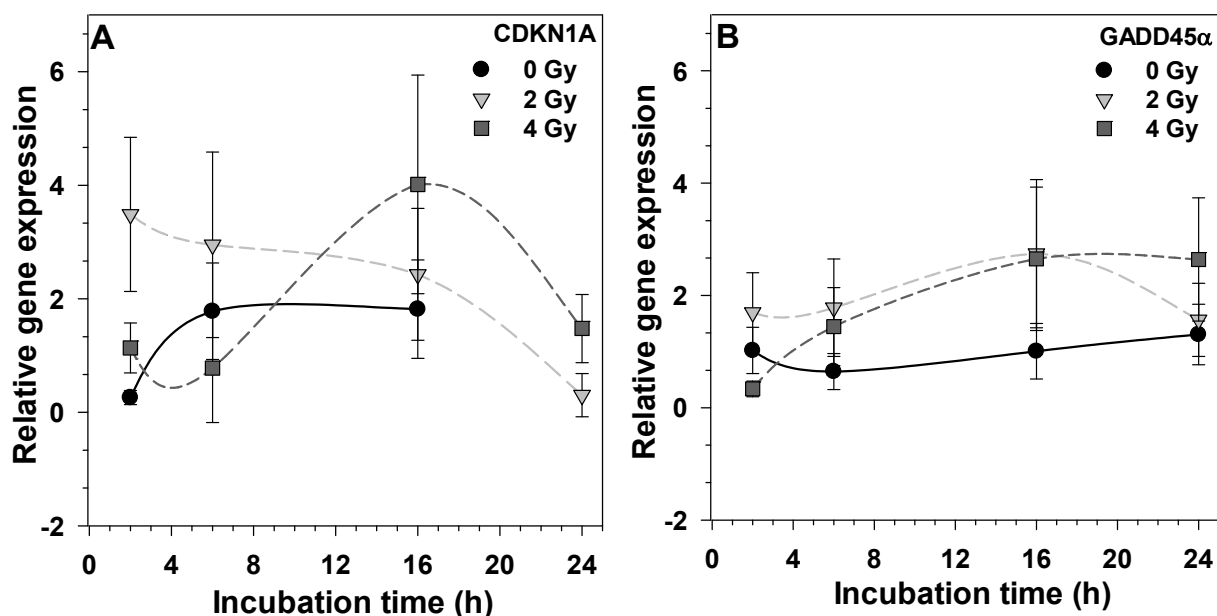 A
CDKN1A
0 Gy
2 Gy
4 Gy
Relative gene expression
6
4
2
0
-2
0 4 8 12 16 20 24
Incubation time (h)
B
GADD45α
0 Gy
2 Gy
4 Gy
Relative gene expression
6
4
2
0
-2
0 4 8 12 16 20 24
Incubation time (h)